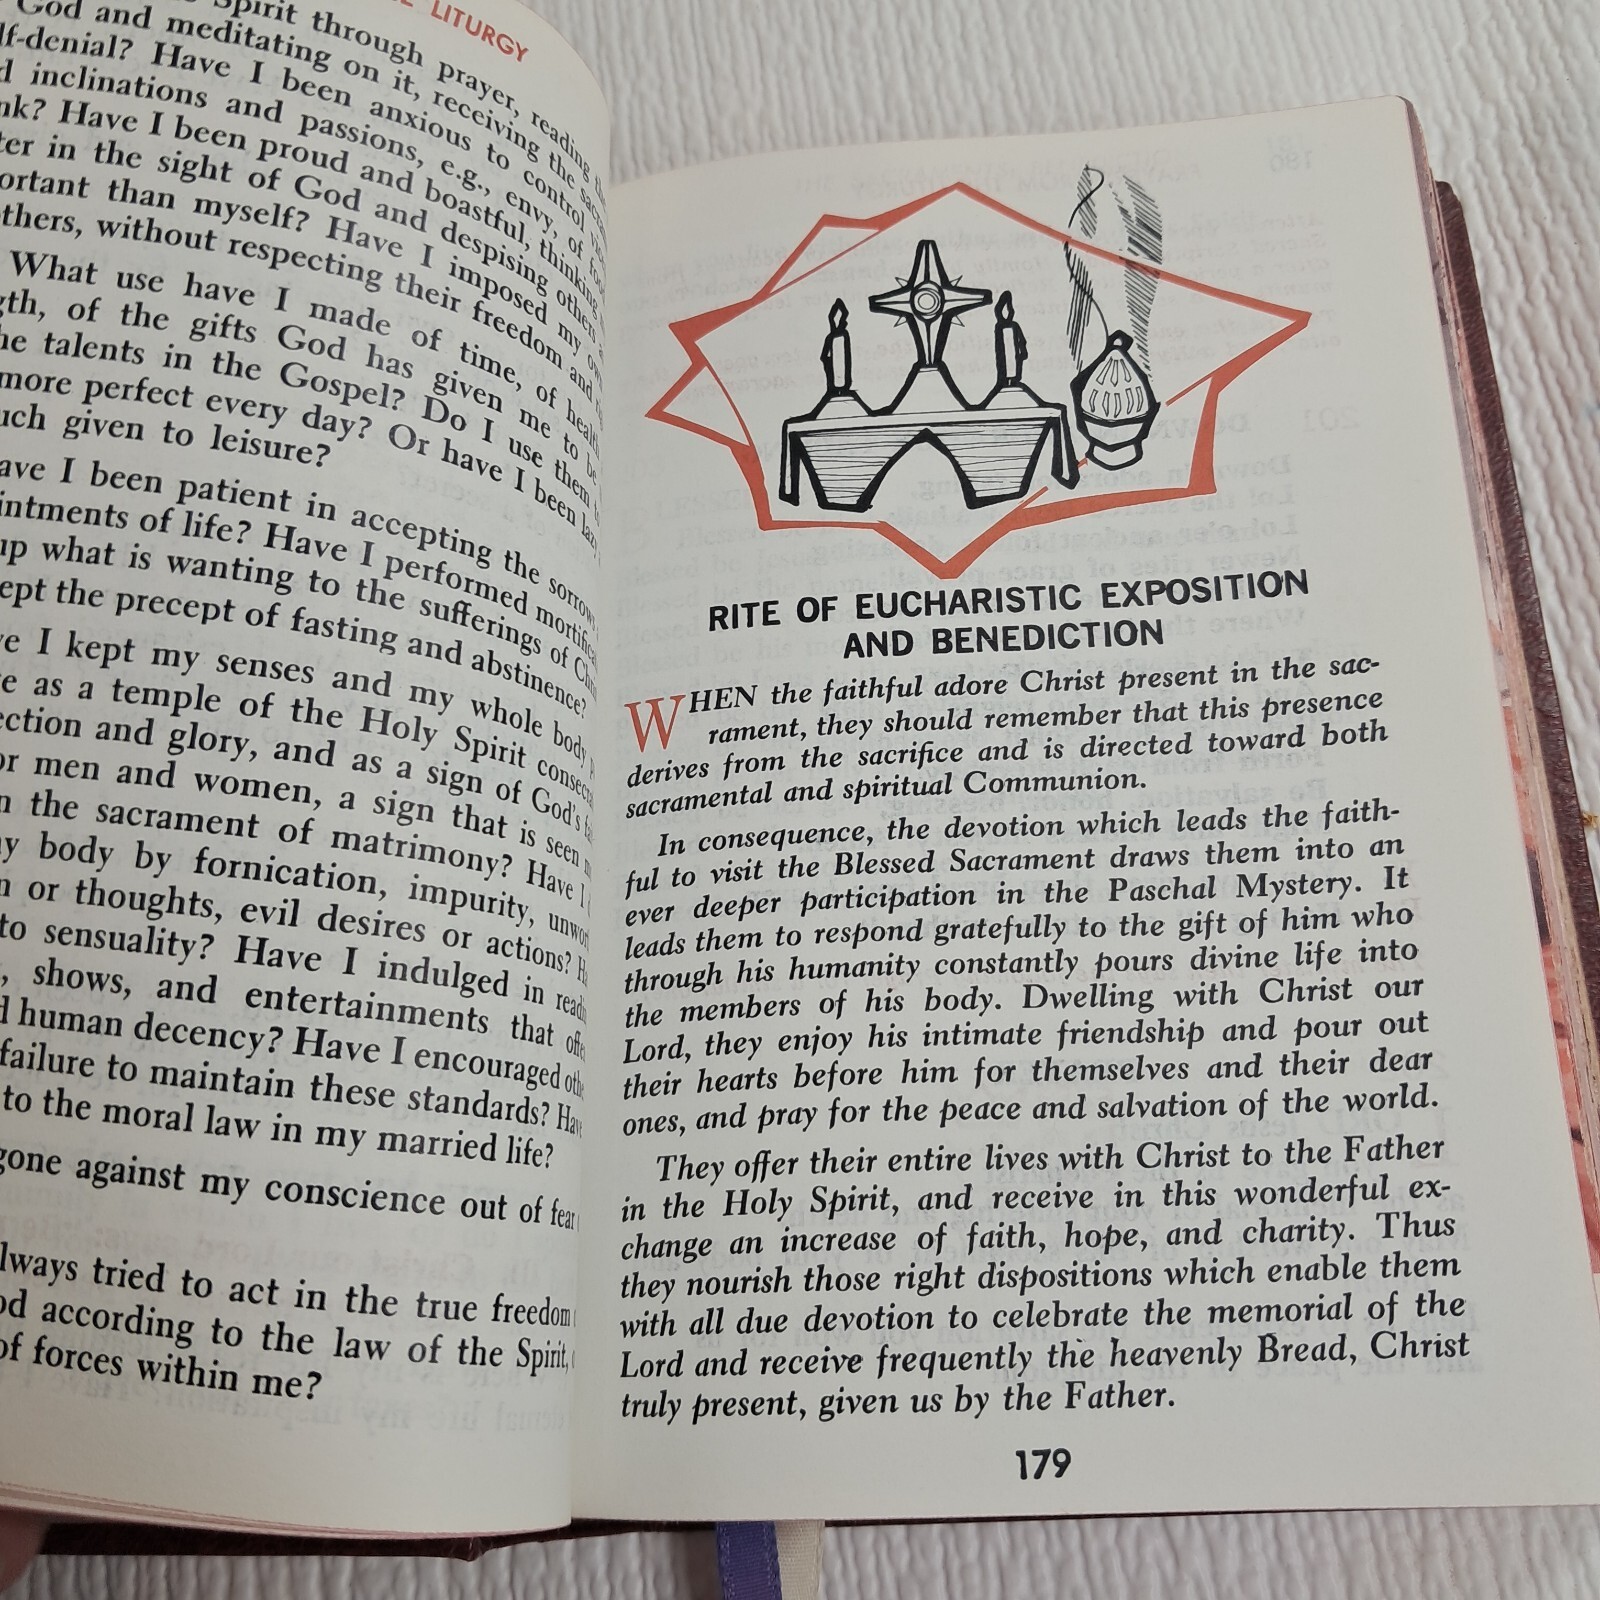 LITURGY
Spirit through prayer, reading
God and meditating on it, receiving the
lf-denial? Have I been anxious to control
inclinations and passions, e.g., envy, of
nk? Have I been proud and boastful, thinking
ter in the sight of God and despising others
ortant than myself? Have I imposed my own
thers, without respecting their freedom and
What use have I made of time, of health
gth, of the gifts God has given me to be
he talents in the Gospel? Do I use them to
more perfect every day? Or have I been lazy
uch given to leisure?
ave I been patient in accepting the sorrows
intments of life? Have I performed mortifica
up what is wanting to the sufferings of Chri
ept the precept of fasting and abstinence?
ve I kept my senses and my whole body
e as a temple of the Holy Spirit consecra
ection and glory, and as a sign of God's
or men and women, a sign that is seen
n the sacrament of matrimony? Have I
y body by fornication, impurity, unwor
n or thoughts, evil desires or actions?
to sensuality? Have I indulged in readi
, shows, and entertainments that offe
d human decency? Have I encouraged othe
failure to maintain these standards? Have
to the moral law in my married life?
gone against my conscience out of fear
lways tried to act in the true freedom
od according to the law of the Spirit,
of forces within me?
RITE OF EUCHARISTIC EXPOSITION
AND BENEDICTION
WHEN the faithful adore Christ present in the sac-
rament, they should remember that this presence
derives from the sacrifice and is directed toward both
sacramental and spiritual Communion.
In consequence, the devotion which leads the faith-
ful to visit the Blessed Sacrament draws them into an
ever deeper participation in the Paschal Mystery. It
leads them to respond gratefully to the gift of him who
through his humanity constantly pours divine life into
the members of his body. Dwelling with Christ our
Lord, they enjoy his intimate friendship and pour out
their hearts before him for themselves and their dear
ones, and pray for the peace and salvation of the world.
They offer their entire lives with Christ to the Father
in the Holy Spirit, and receive in this wonderful ex-
change an increase of faith, hope, and charity. Thus
they nourish those right dispositions which enable them
with all due devotion to celebrate the memorial of the
Lord and receive frequently the heavenly Bread, Christ
truly present, given us by the Father.
179